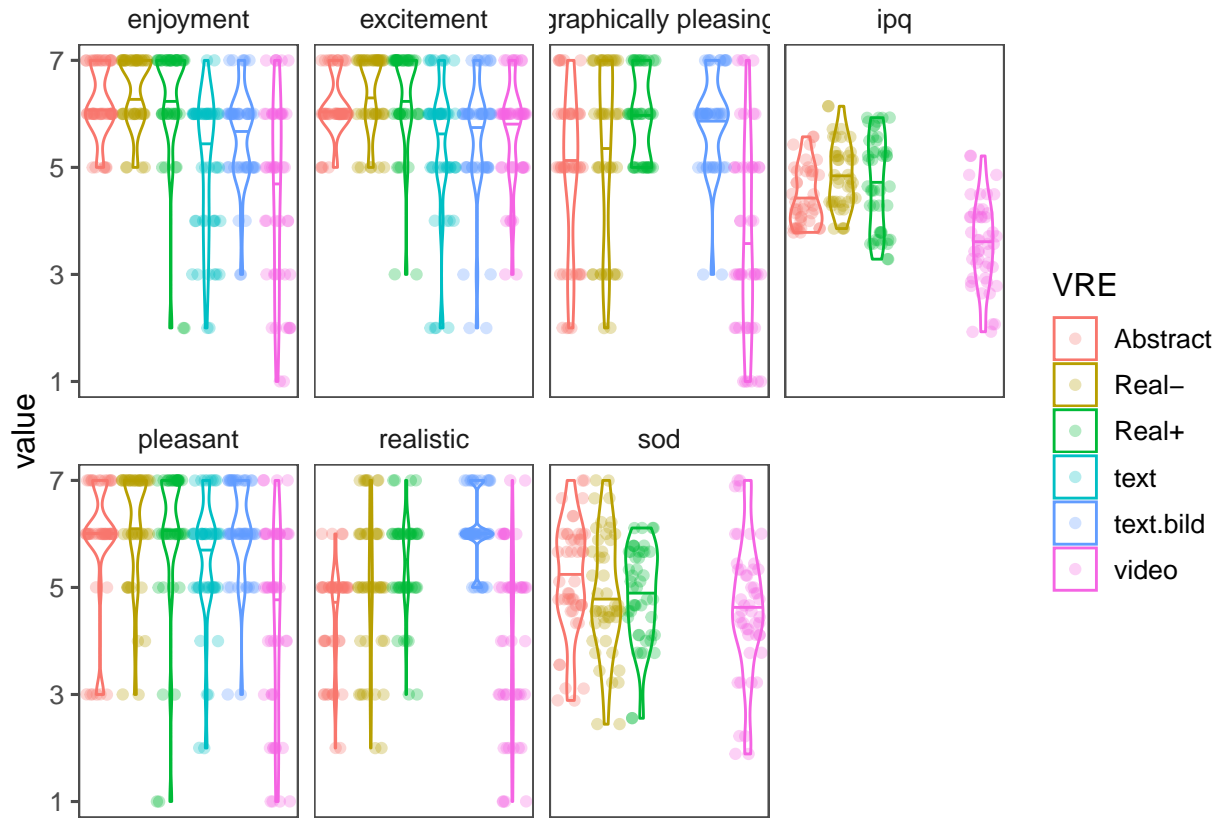 enjoyment
excitement
graphically pleasing
ipq
7
5
3
1
value
pleasant
realistic
sod
7
5
3
1
VRE
Abstract
Real−
Real+
text
text.bild
video